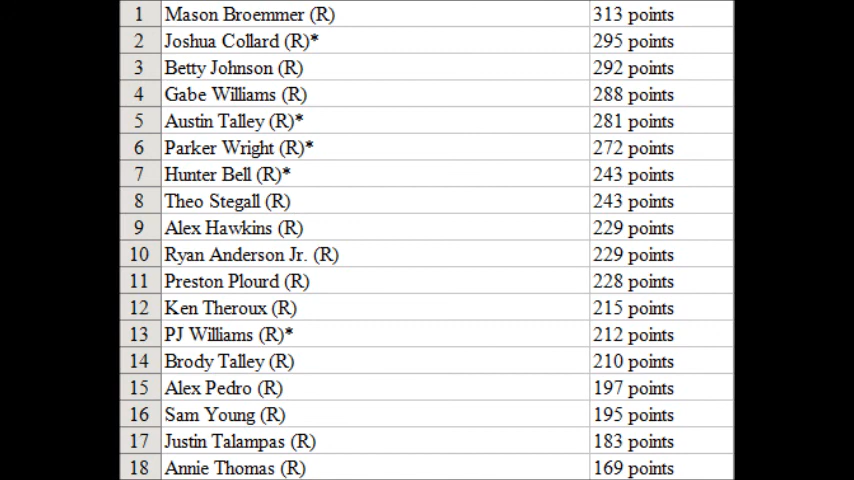 1 Mason Broemmer (R) 313 points
2 Joshua Collard (R)* 295 points
3 Betty Johnson (R) 292 points
4 Gabe Williams (R) 288 points
5 Austin Talley (R)* 281 points
6 Parker Wright (R)* 272 points
7 Hunter Bell (R)* 243 points
8 Theo Stegall (R) 243 points
9 Alex Hawkins (R) 229 points
10 Ryan Anderson Jr. (R) 229 points
11 Preston Plourd (R) 228 points
12 Ken Theroux (R) 215 points
13 PJ Williams (R)* 212 points
14 Brody Talley (R) 210 points
15 Alex Pedro (R) 197 points
16 Sam Young (R) 195 points
17 Justin Talampas (R) 183 points
18 Annie Thomas (R) 169 points